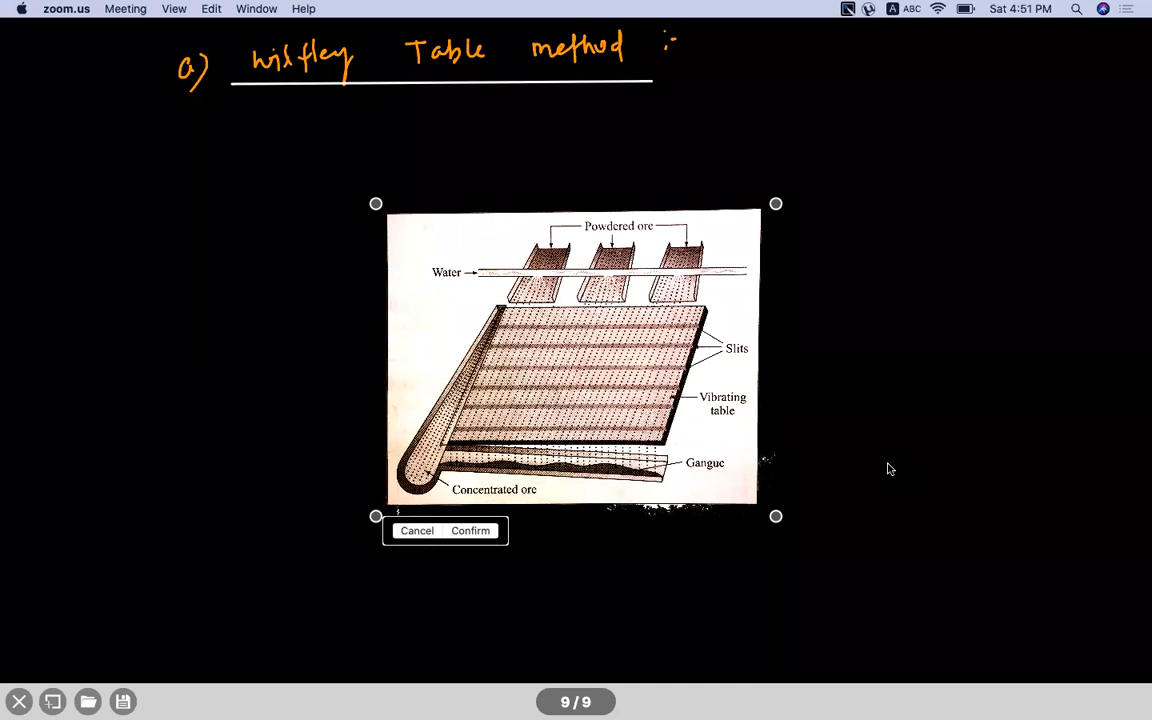 zoom.us Meeting View Edit Window Help A ABC Sat 4:51 PM
a) Wilfley Table method :-
Powdered ore
Water
Slits
Vibrating
table
Gangue
Concentrated ore
Cancel Confirm
9 / 9